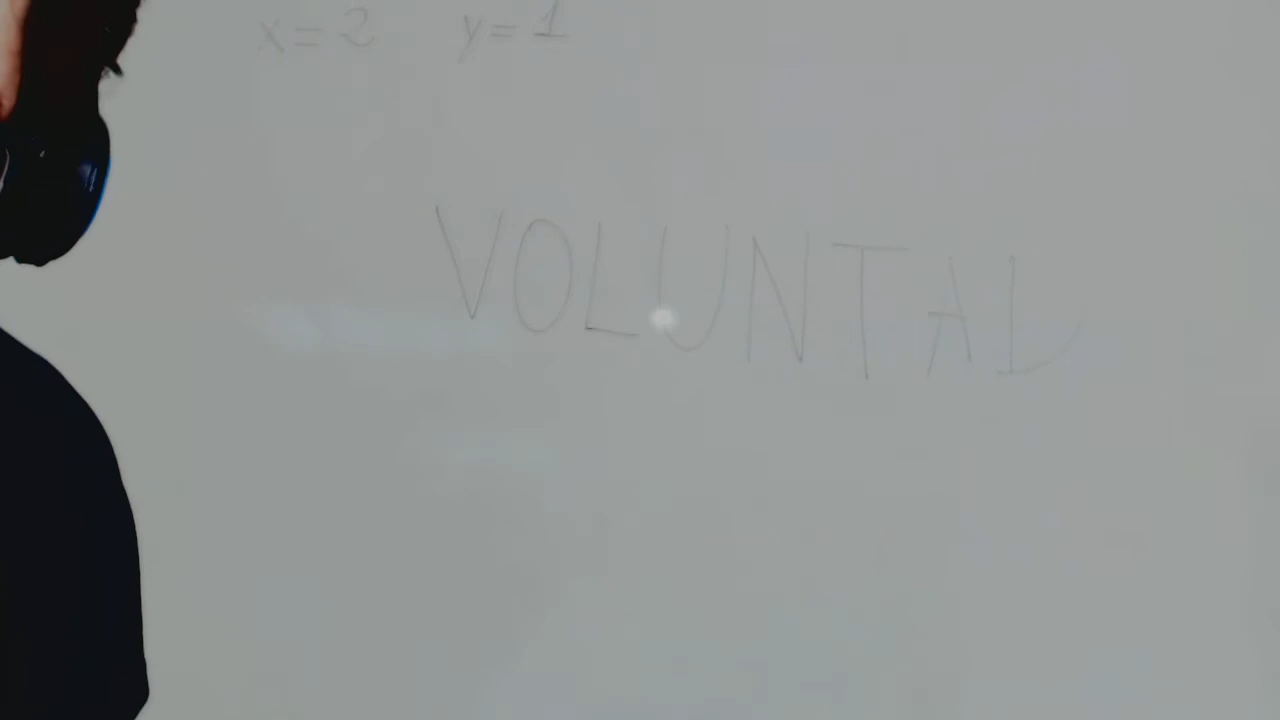 x = 2 y = 1
VOLUNTAL